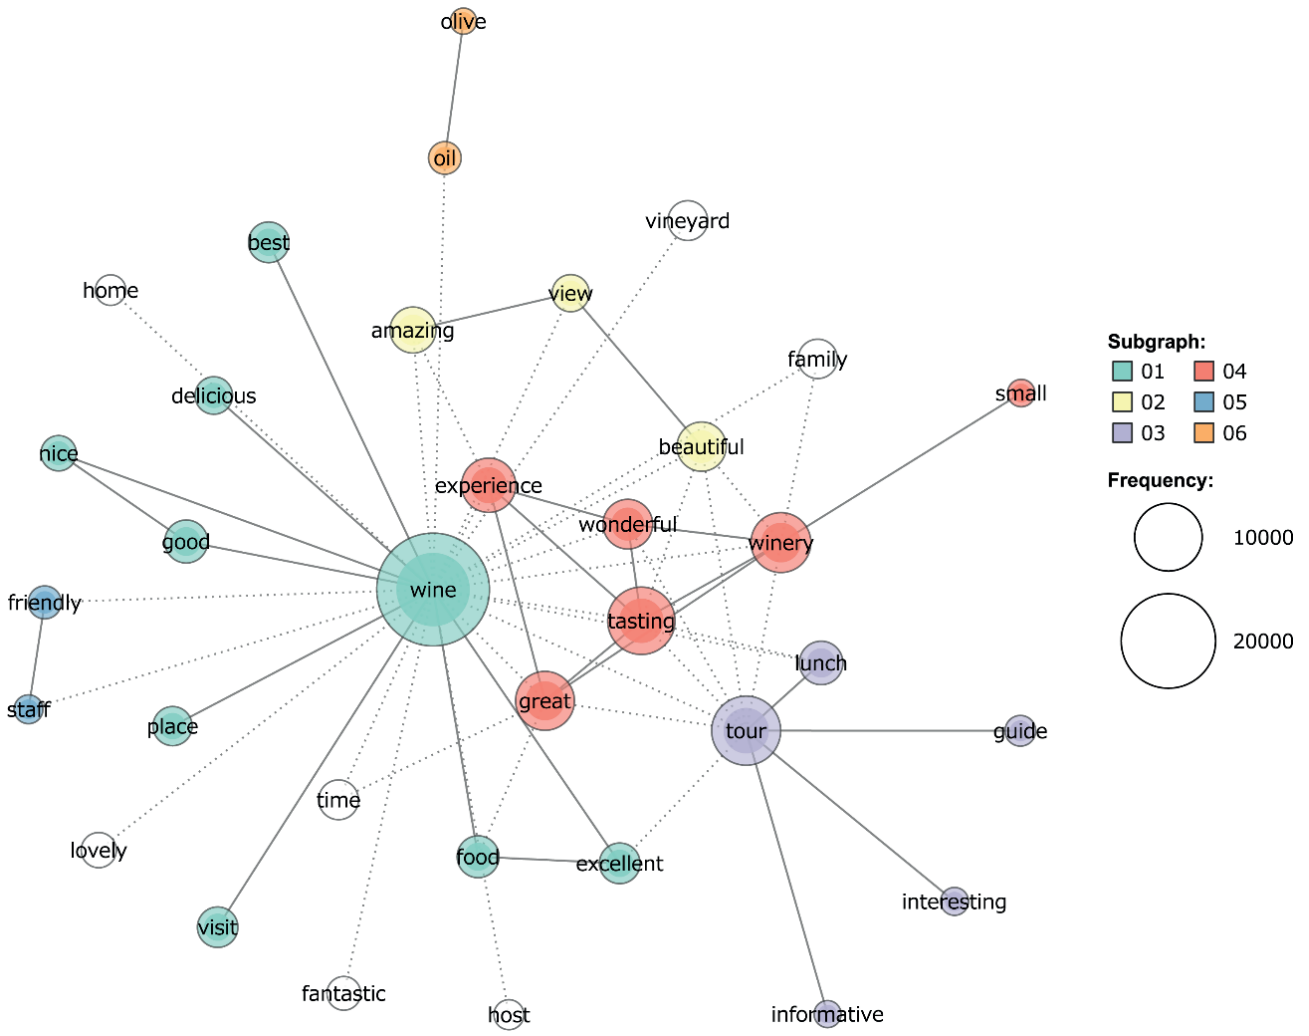 olive
oil
vineyard
best
home
view
amazing
family
Subgraph:
01 04
02 05
03 06
delicious
small
beautiful
nice
Frequency:
experience
wonderful
10000
good
winery
wine
friendly
tasting
20000
lunch
great
staff
place
tour
guide
time
lovely
food
excellent
interesting
visit
fantastic
host
informative